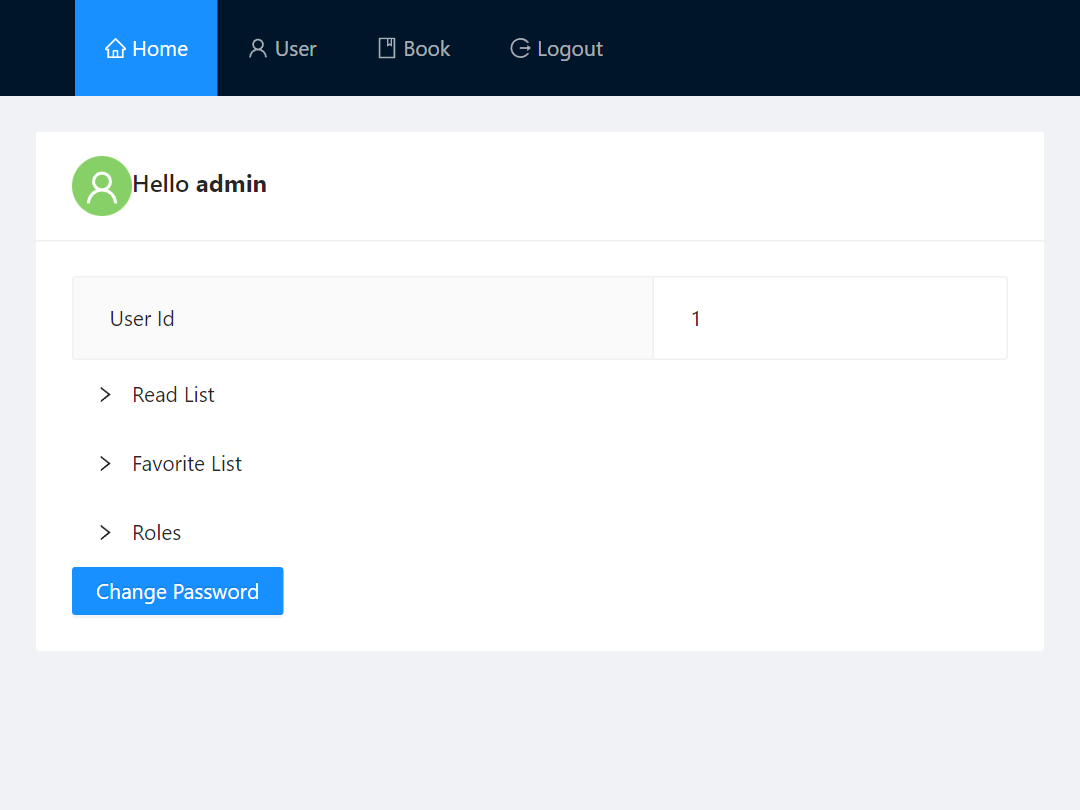 Home User Book Logout
Hello admin
User Id 1
Read List
Favorite List
Roles
Change Password